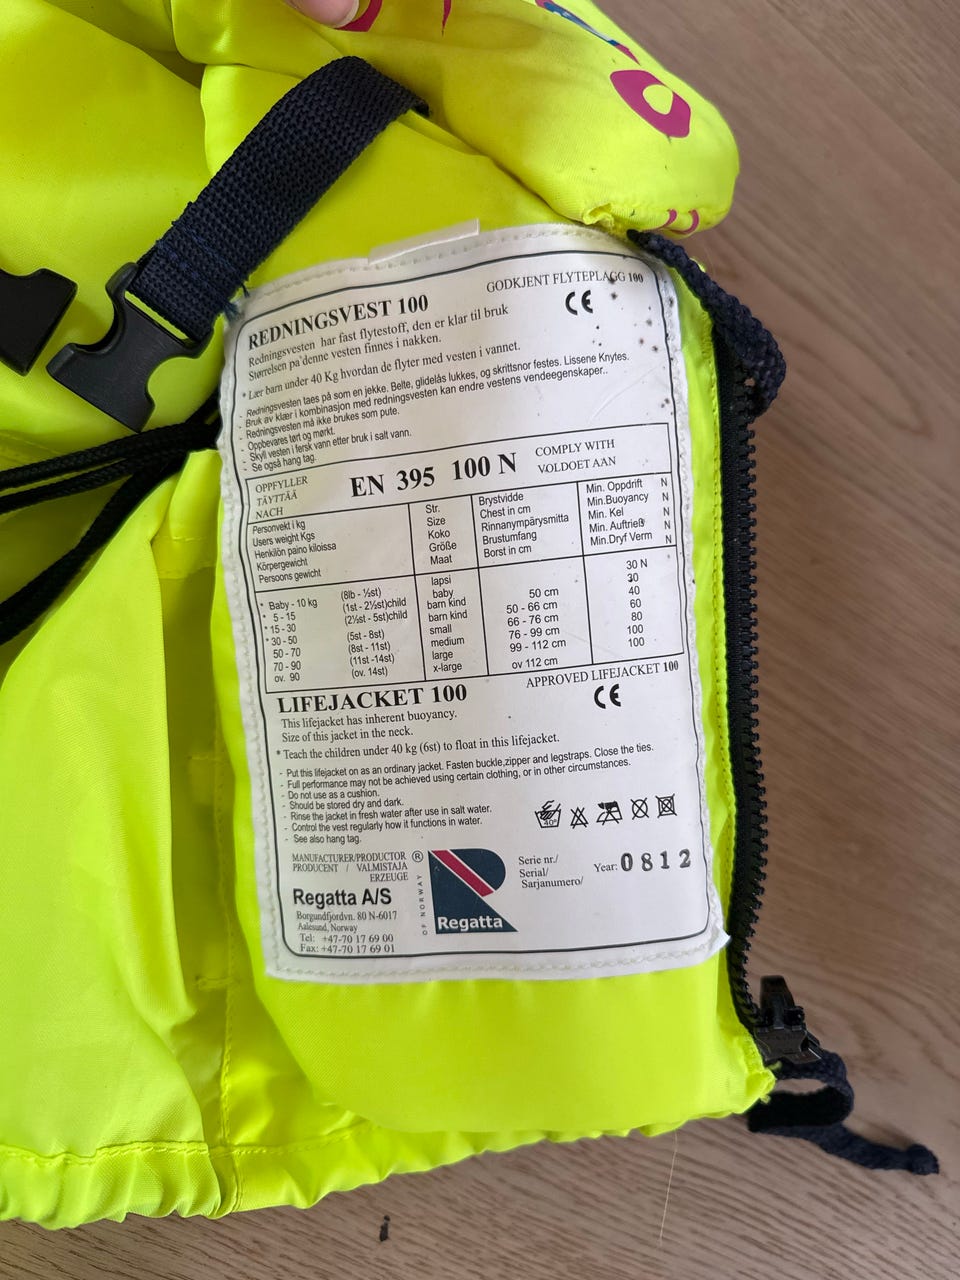 REDNINGSVEST 100
GODKJENT FLYTEPLAGG 100
CE
Redningsvesten har fast flytestoff, den er klar til bruk
Størrelsen pa'denne vesten finnes i nakken.
* Lær barn under 40 Kg hvordan de flyter med vesten i vannet.
- Redningsvesten taes på som en jekke. Belte, glidelås lukkes, og skrittsnor festes. Lissene Knytes.
- Bruk av klær i kombinasjon med redningsvesten kan endre vestens vendeegenskaper..
- Redningsvesten må ikke brukes som pute.
- Oppbevares tørt og mørkt.
- Skyll vesten i fersk vann etter bruk i salt vann.
- Se også hang tag.
OPPFYLLER
TÄYTTÄÄ
NACH
EN 395 100 N
COMPLY WITH
VOLDOET AAN
Personvekt i kg
Users weight Kgs
Henkilön paino kiloissa
Körpergewicht
Persoons gewicht
Str.
Size
Koko
Größe
Maat
Brystvidde
Chest in cm
Rinnanympärysmitta
Brustumfang
Borst in cm
Min. Oppdrift N
Min.Buoyancy N
Min. Kel N
Min. Auftrieß N
Min.Dryf Verm N
lapsi 30 N
* Baby - 10 kg (8lb - ½st) baby 50 cm 30
* 5 - 15 (1st - 2½st)child barn kind 50 - 66 cm 40
* 15 - 30 (2½st - 5st)child barn kind 66 - 76 cm 60
* 30 - 50 (5st - 8st) small 76 - 99 cm 80
50 - 70 (8st - 11st) medium 99 - 112 cm 100
70 - 90 (11st -14st) large 100
ov. 90 (ov. 14st) x-large ov 112 cm
LIFEJACKET 100
APPROVED LIFEJACKET 100
CE
This lifejacket has inherent buoyancy.
Size of this jacket in the neck.
* Teach the children under 40 kg (6st) to float in this lifejacket.
- Put this lifejacket on as an ordinary jacket. Fasten buckle,zipper and legstraps. Close the ties.
- Full performance may not be achieved using certain clothing, or in other circumstances.
- Do not use as a cushion.
- Should be stored dry and dark.
- Rinse the jacket in fresh water after use in salt water.
- Control the vest regularly how it functions in water.
- See also hang tag.
40°
MANUFACTURER/PRODUCTOR
PRODUCENT / VALMISTAJA
ERZEUGE
Regatta A/S
Borgundfjordvn. 80 N-6017
Aalesund, Norway
Tel: +47-70 17 69 00
Fax: +47-70 17 69 01
®
OF NORWAY
Regatta
Serie nr./
Serial/
Sarjanumero/
Year: 0812